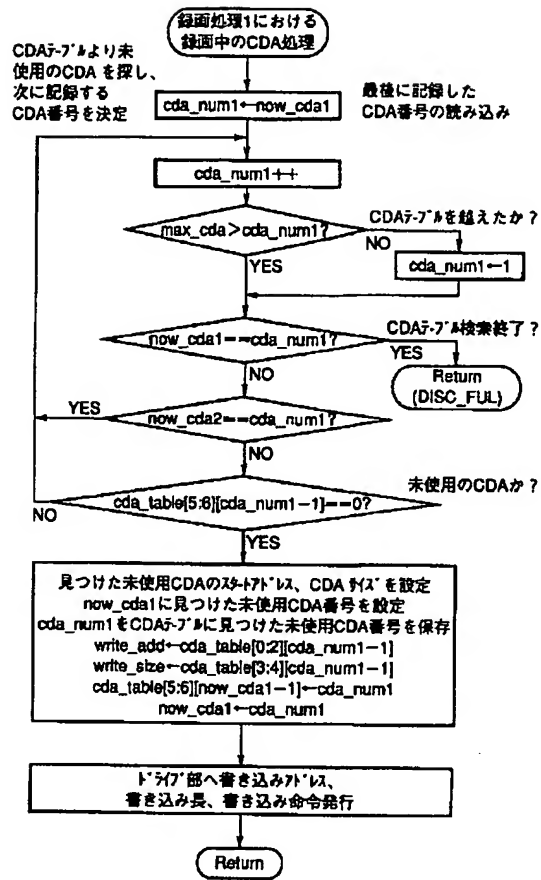 録画処理1における
録画中のCDA処理
CDAﾃｰﾌﾞﾙより未
使用のCDA を探し、
次に記録する
CDA番号を決定
cda_num1←now_cda1
最後に記録した
CDA番号の読み込み
cda_num1++
max_cda>cda_num1?
CDAﾃｰﾌﾞﾙを越えたか？
NO
cda_num1←1
YES
now_cda1==cda_num1?
CDAﾃｰﾌﾞﾙ検索終了？
YES
NO
Return
(DISC_FUL)
YES
now_cda2==cda_num1?
NO
未使用のCDAか？
cda_table[5:6][cda_num1−1]==0?
NO
YES
見つけた未使用CDAのｽﾀｰﾄｱﾄﾞﾚｽ、CDA ｻｲｽﾞを設定
now_cda1に見つけた未使用CDA番号を設定
cda_num1をCDAﾃｰﾌﾞﾙに見つけた未使用CDA番号を保存
write_add←cda_table[0:2][cda_num1−1]
write_size←cda_table[3:4][cda_num1−1]
cda_table[5:6][now_cda1−1]←cda_num1
now_cda1←cda_num1
ﾄﾞﾗｲﾌﾞ部へ書き込みｱﾄﾞﾚｽ、
書き込み長、書き込み命令発行
Return